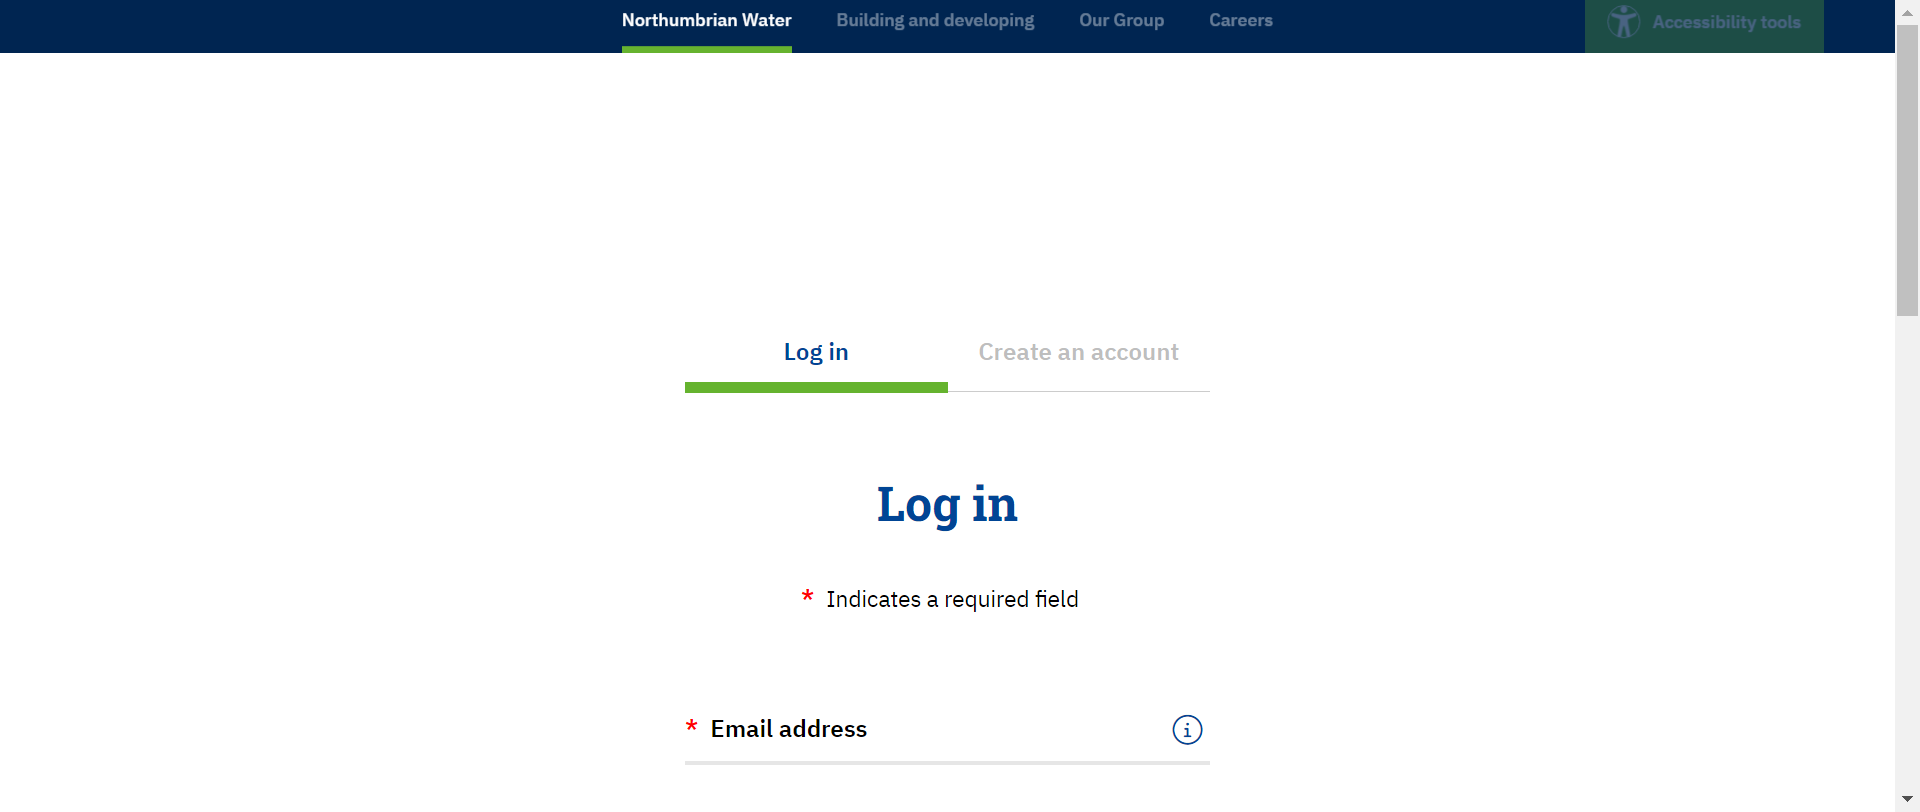 Northumbrian Water Building and developing Our Group Careers Accessibility tools
Log in Create an account
Log in
* Indicates a required field
* Email address